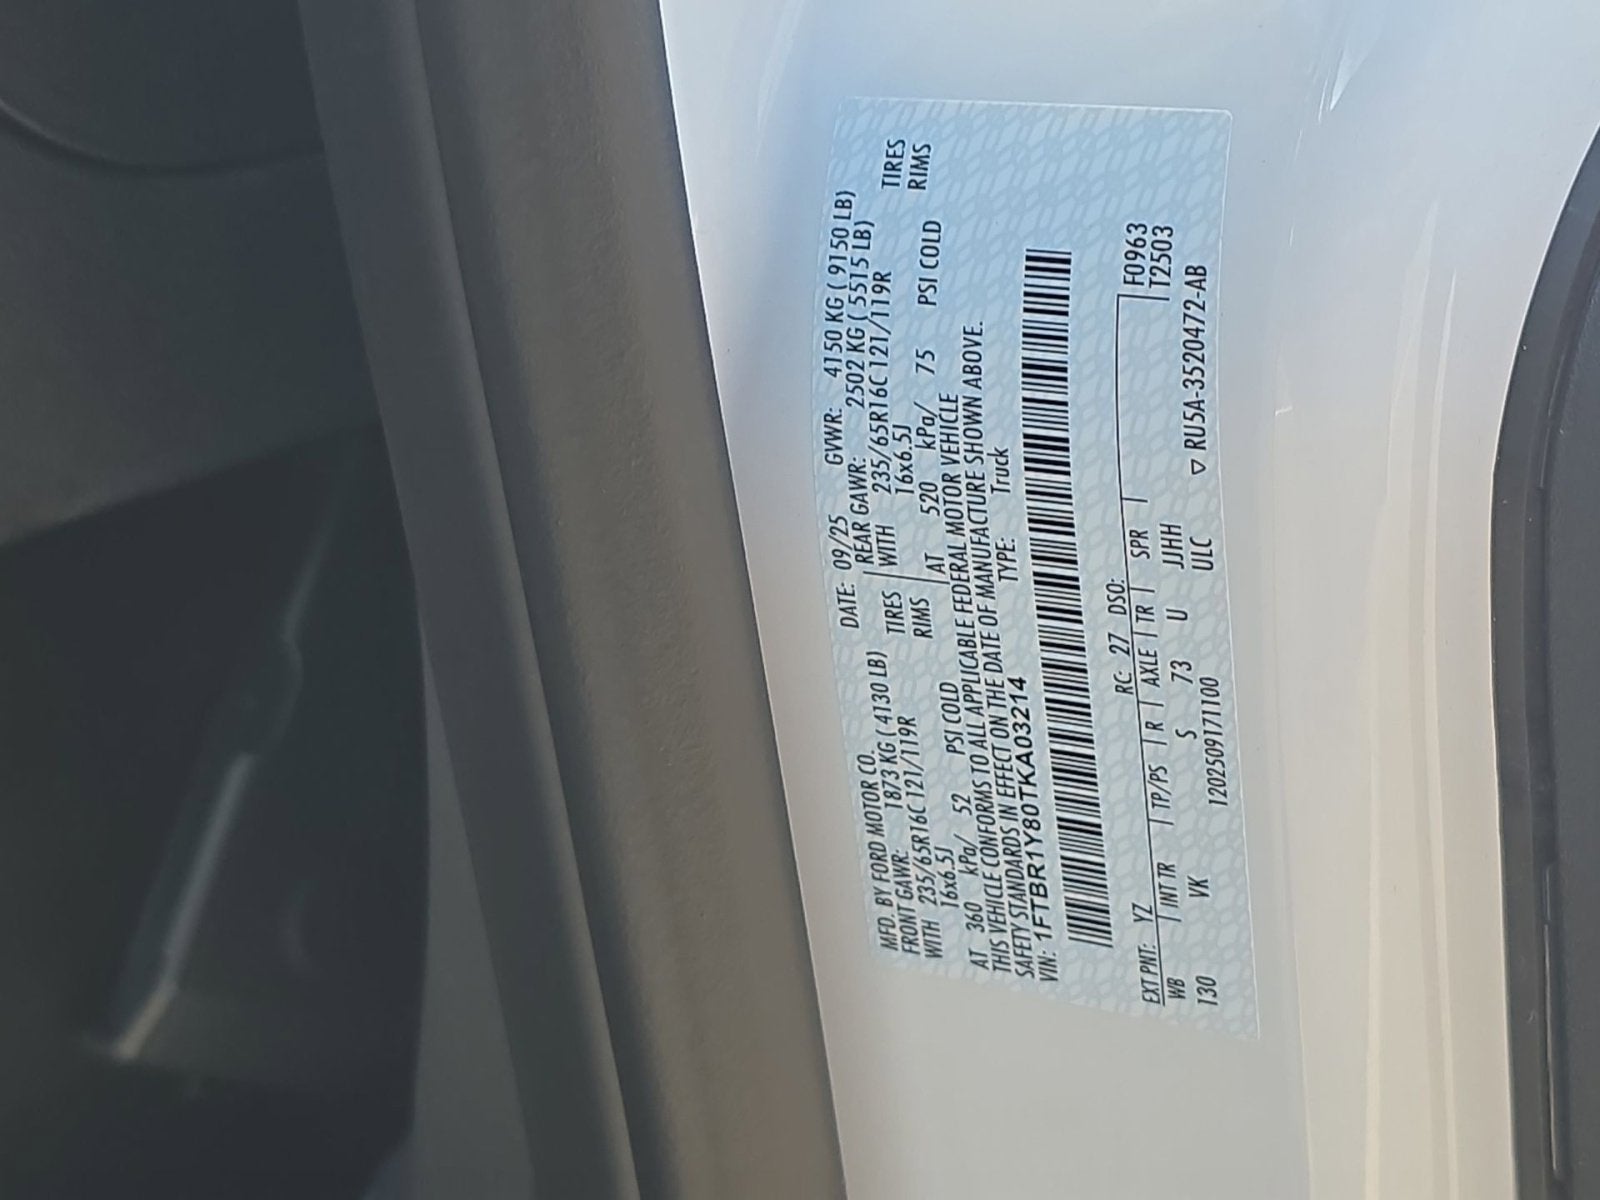 MFD. BY FORD MOTOR CO. DATE: 09/25 GVWR: 4150 KG ( 9150 LB)
FRONT GAWR: 1873 KG ( 4130 LB) REAR GAWR: 2502 KG ( 5515 LB)
WITH 235/65R16C 121/119R TIRES WITH 235/65R16C 121/119R TIRES
16x6.5J RIMS 16x6.5J RIMS
AT 360 kPa/ 52 PSI COLD AT 520 kPa/ 75 PSI COLD
THIS VEHICLE CONFORMS TO ALL APPLICABLE FEDERAL MOTOR VEHICLE
SAFETY STANDARDS IN EFFECT ON THE DATE OF MANUFACTURE SHOWN ABOVE.
VIN: 1FTBR1Y80TKA03214 TYPE: Truck
EXT PNT: YZ RC: 27 DSO: F0963
WB INT TR TP/PS R AXLE TR SPR T2503
130 VK S 73 U JJHH
1202509171100 ULC ▽ RU5A-3520472-AB